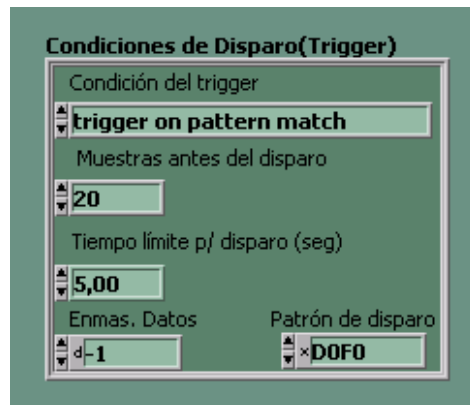 Condiciones de Disparo(Trigger)
Condición del trigger
trigger on pattern match
Muestras antes del disparo
20
Tiempo límite p/ disparo (seg)
5,00
Enmas. Datos Patrón de disparo
d -1 × D0F0